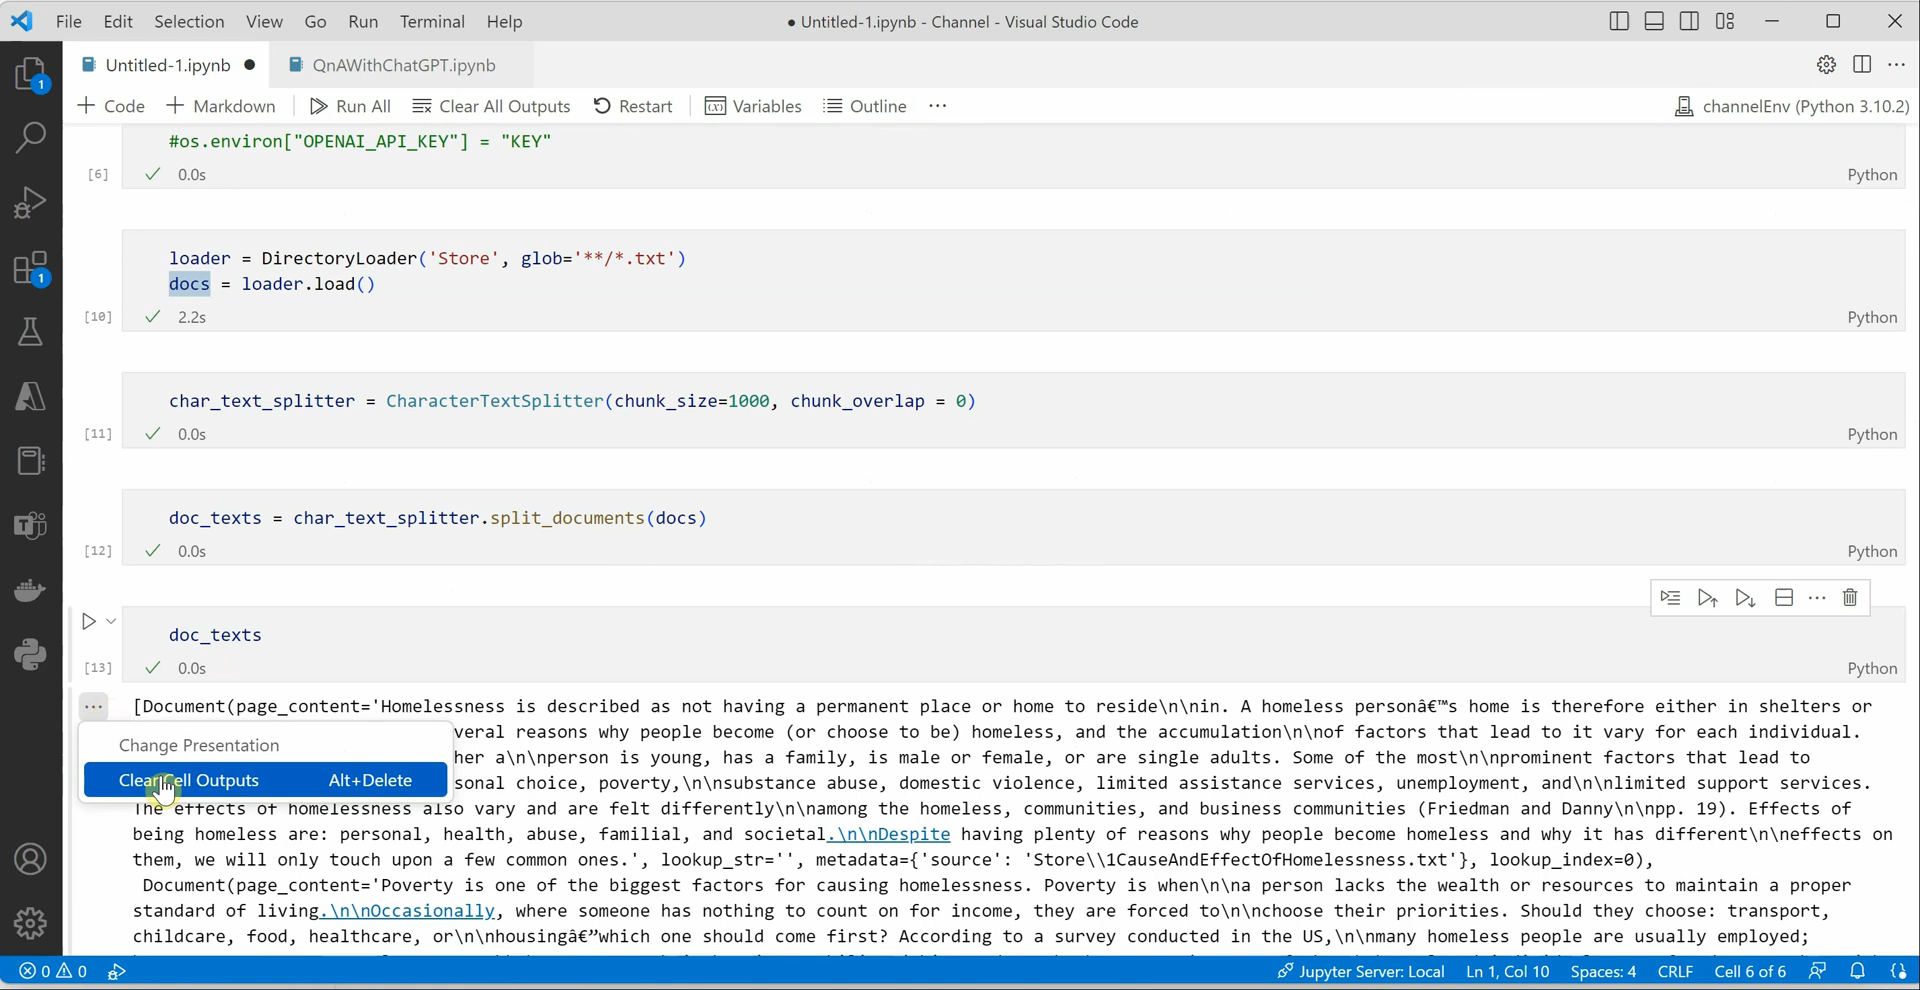 File Edit Selection View Go Run Terminal Help
● Untitled-1.ipynb - Channel - Visual Studio Code
Untitled-1.ipynb ●
QnAWithChatGPT.ipynb
+ Code + Markdown Run All Clear All Outputs Restart Variables Outline ...
channelEnv (Python 3.10.2)
1
1
#os.environ["OPENAI_API_KEY"] = "KEY"
[6] ✓ 0.0s Python
loader = DirectoryLoader('Store', glob='**/*.txt')
docs = loader.load()
[10] ✓ 2.2s Python
char_text_splitter = CharacterTextSplitter(chunk_size=1000, chunk_overlap = 0)
[11] ✓ 0.0s Python
doc_texts = char_text_splitter.split_documents(docs)
[12] ✓ 0.0s Python
doc_texts
[13] ✓ 0.0s Python
[Document(page_content='Homelessness is described as not having a permanent place or home to reside\n\nin. A homeless personâ€™s home is therefore either in shelters or
Change Presentation
veral reasons why people become (or choose to be) homeless, and the accumulation\n\nof factors that lead to it vary for each individual.
her a\n\nperson is young, has a family, is male or female, or are single adults. Some of the most\n\nprominent factors that lead to
Clear Cell Outputs Alt+Delete
sonal choice, poverty,\n\nsubstance abuse, domestic violence, limited assistance services, unemployment, and\n\nlimited support services.
The effects of homelessness also vary and are felt differently\n\namong the homeless, communities, and business communities (Friedman and Danny\n\npp. 19). Effects of
being homeless are: personal, health, abuse, familial, and societal.\n\nDespite having plenty of reasons why people become homeless and why it has different\n\neffects on
them, we will only touch upon a few common ones.', lookup_str='', metadata={'source': 'Store\\1CauseAndEffectOfHomelessness.txt'}, lookup_index=0),
Document(page_content='Poverty is one of the biggest factors for causing homelessness. Poverty is when\n\na person lacks the wealth or resources to maintain a proper
standard of living.\n\nOccasionally, where someone has nothing to count on for income, they are forced to\n\nchoose their priorities. Should they choose: transport,
childcare, food, healthcare, or\n\nhousingâ€”which one should come first? According to a survey conducted in the US,\n\nmany homeless people are usually employed;
0 0 Jupyter Server: Local Ln 1, Col 10 Spaces: 4 CRLF Cell 6 of 6